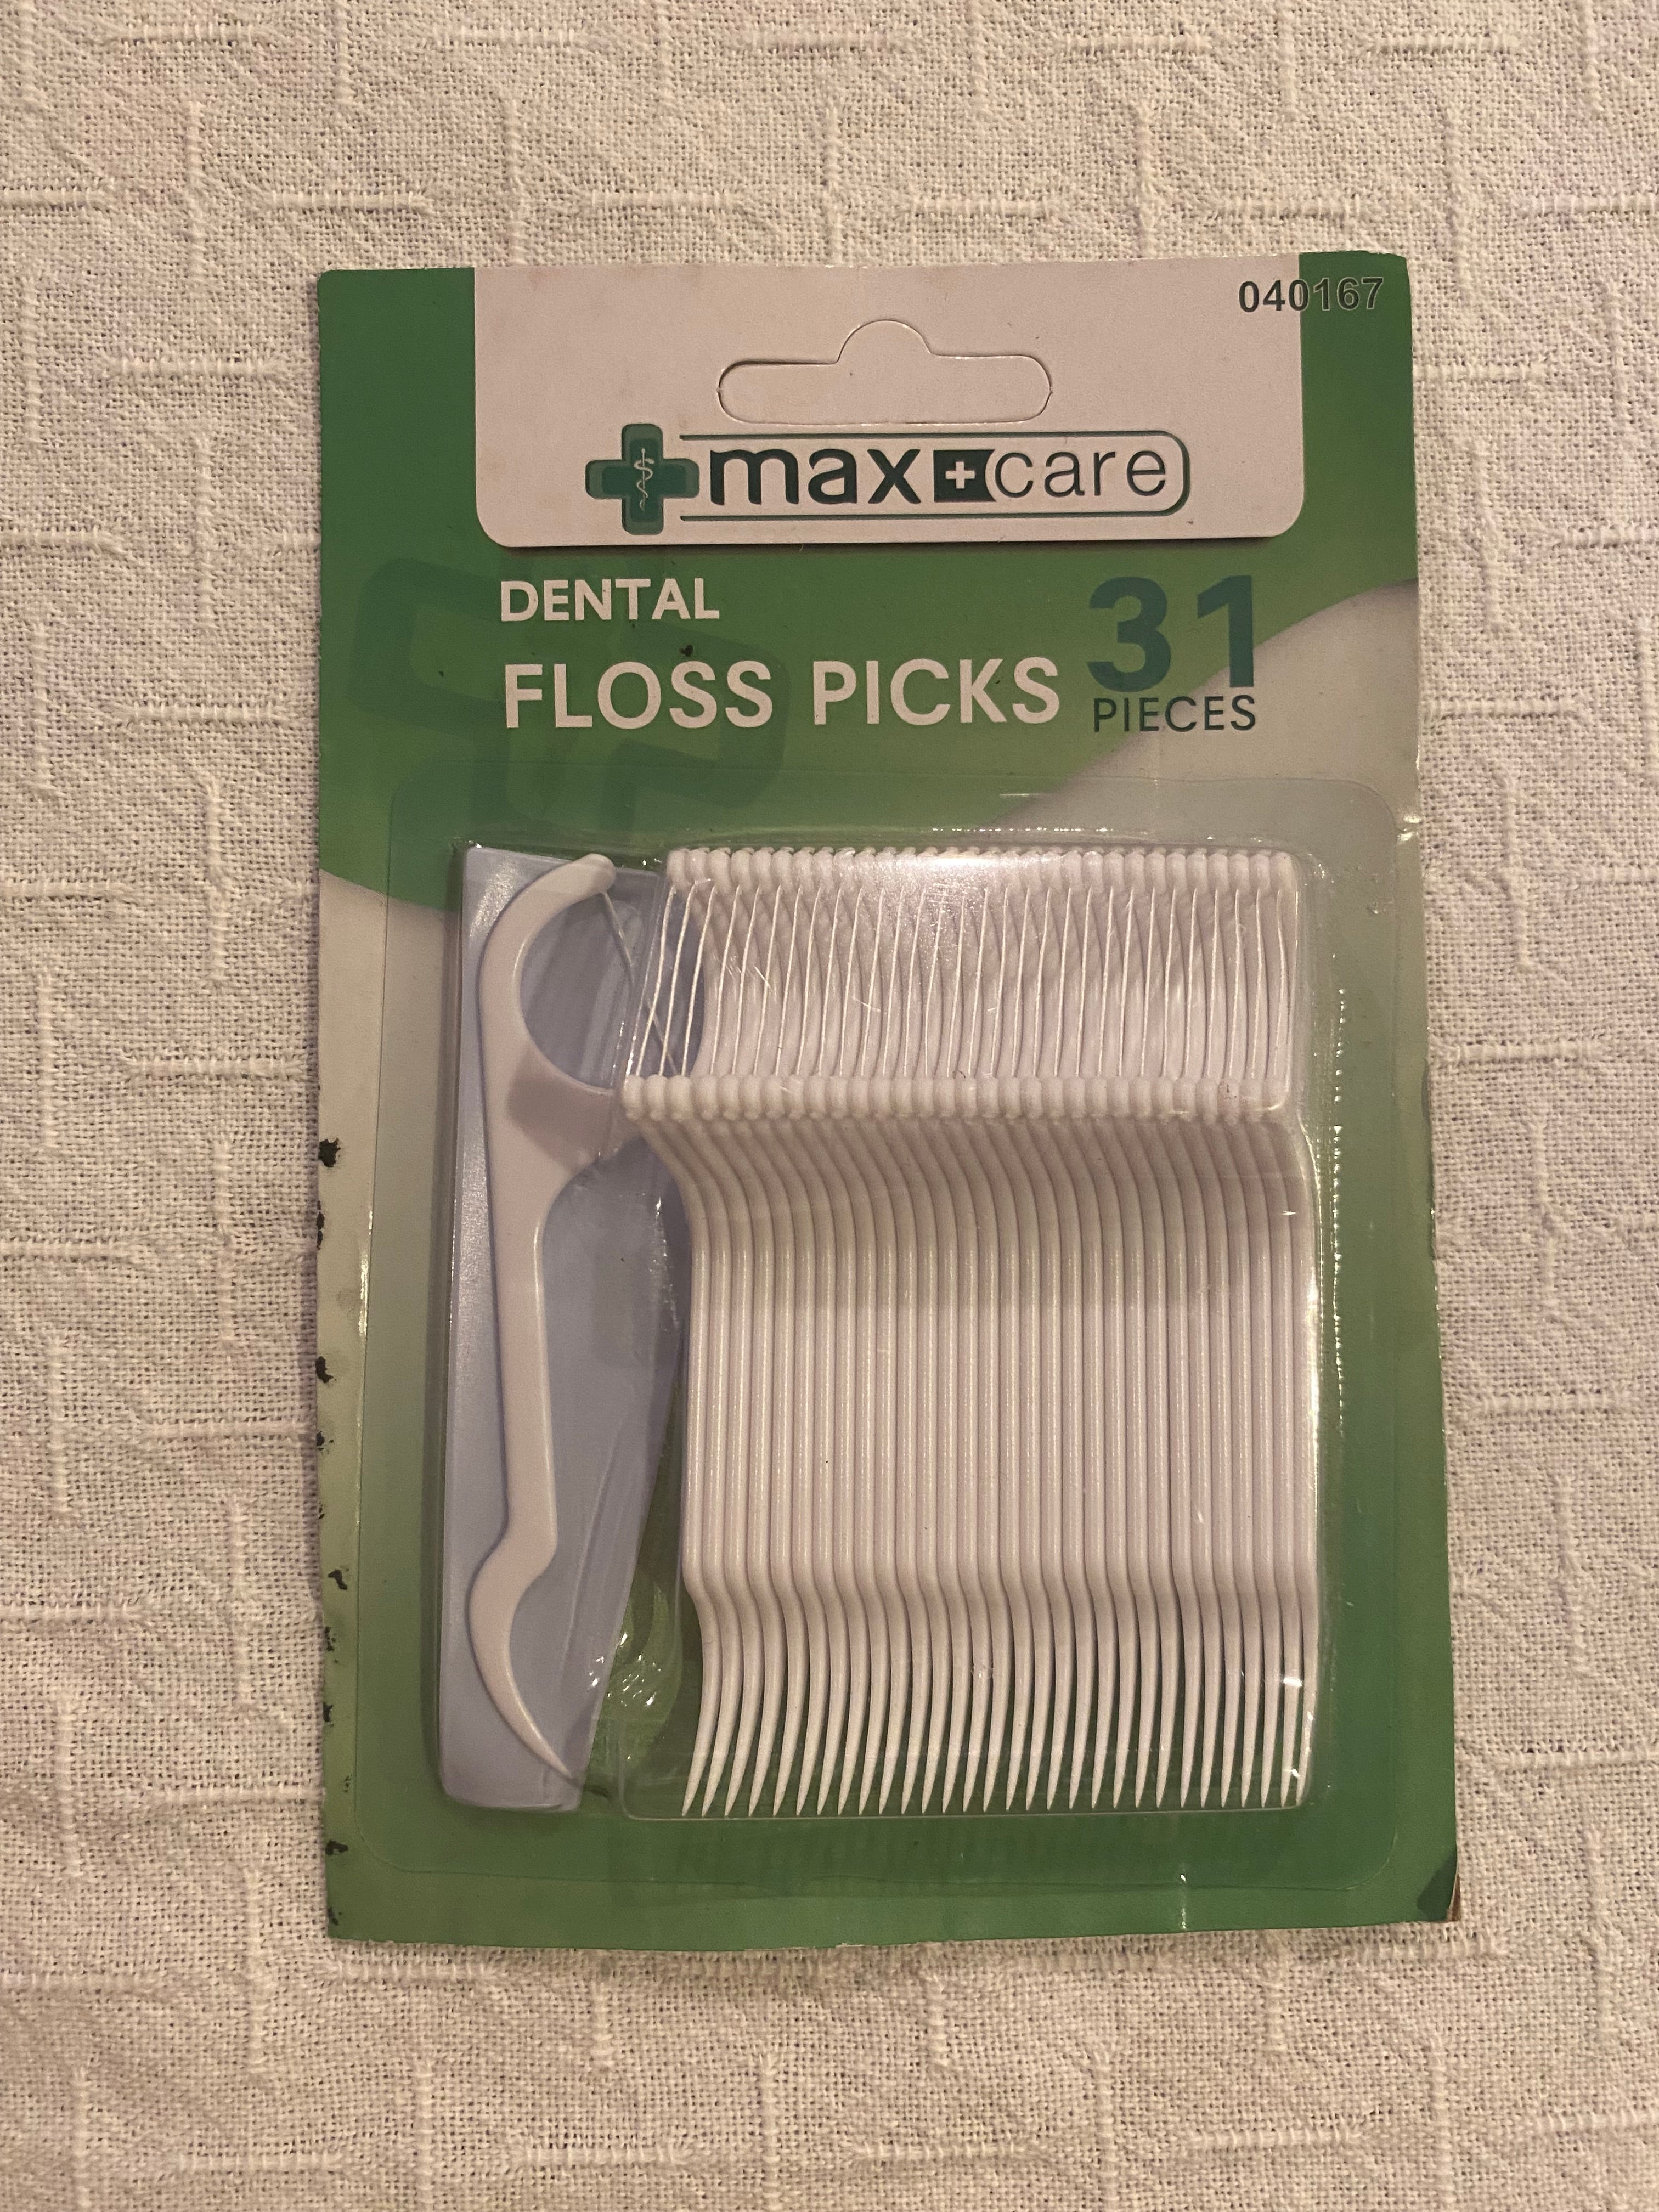 040167
max+care
DENTAL
FLOSS PICKS
31
PIECES